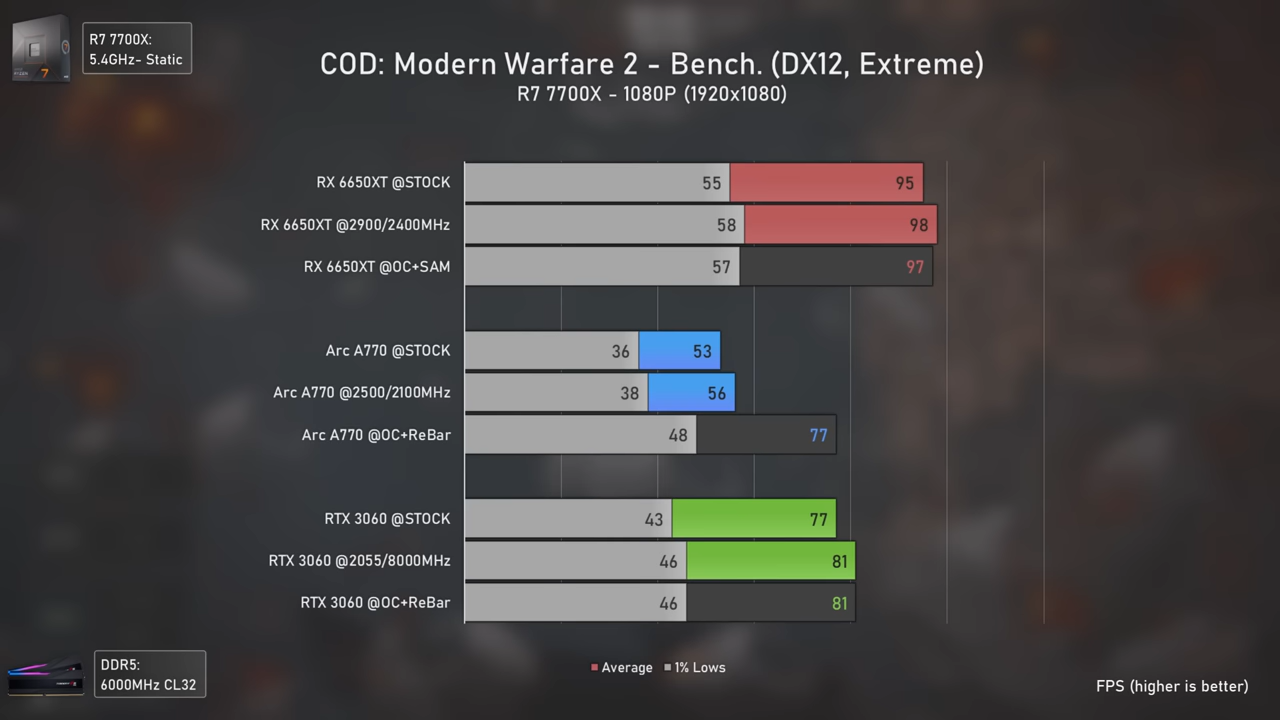 R7 7700X:
5.4GHz- Static
COD: Modern Warfare 2 - Bench. (DX12, Extreme)
R7 7700X - 1080P (1920x1080)
RX 6650XT @STOCK 55 95
RX 6650XT @2900/2400MHz 58 98
RX 6650XT @OC+SAM 57 97
Arc A770 @STOCK 36 53
Arc A770 @2500/2100MHz 38 56
Arc A770 @OC+ReBar 48 77
RTX 3060 @STOCK 43 77
RTX 3060 @2055/8000MHz 46 81
RTX 3060 @OC+ReBar 46 81
DDR5:
6000MHz CL32
Average 1% Lows
FPS (higher is better)